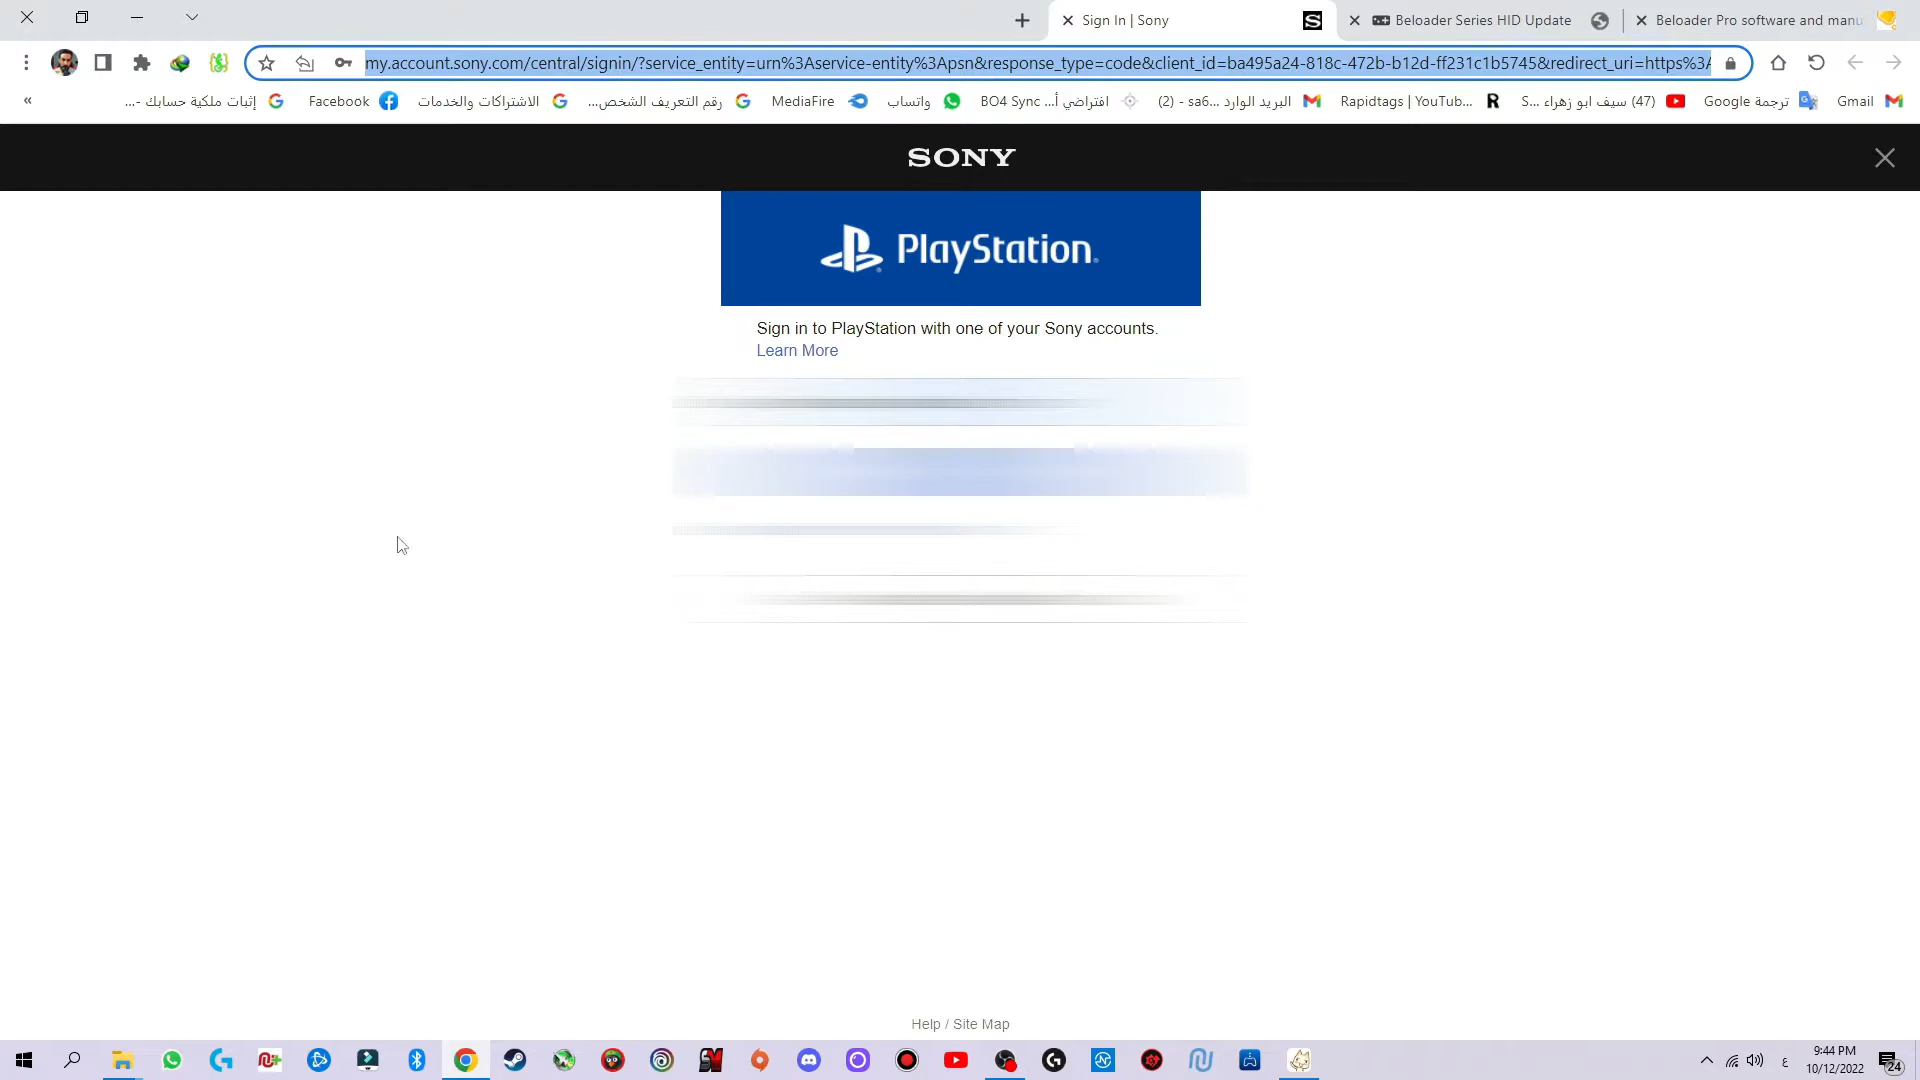 Sign In | Sony
Beloader Series HID Update
Beloader Pro software and manu
my.account.sony.com/central/signin/?service_entity=urn%3Aservice-entity%3Apsn&response_type=code&client_id=ba495a24-818c-472b-b12d-ff231c1b5745&redirect_uri=https%3A
إثبات ملكية حسابك -...
Facebook
الاشتراكات والخدمات
رقم التعريف الشخص...
MediaFire
واتساب
BO4 Sync ...افتراضي أ
(2) - sa6... البريد الوارد
Rapidtags | YouTub...
S... سيف ابو زهراء (47)
ترجمة Google
Gmail
SONY
PlayStation
Sign in to PlayStation with one of your Sony accounts.
Learn More
Help / Site Map
ع
9:44 PM
10/12/2022
24